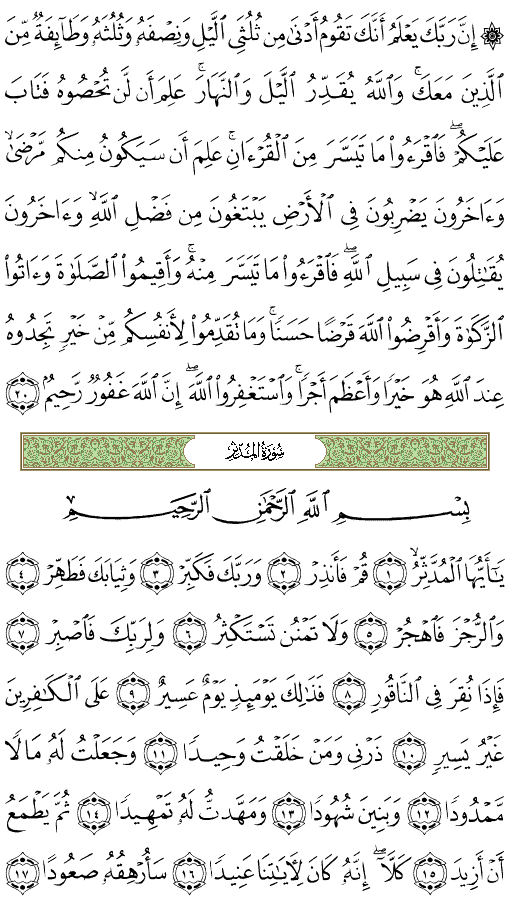 ۞ إِنَّ رَبَّكَ يَعْلَمُ أَنَّكَ تَقُومُ أَدْنَىٰ مِن ثُلُثَىِ ٱلَّيْلِ وَنِصْفَهُۥ وَثُلُثَهُۥ وَطَآئِفَةٌ مِّنَ
ٱلَّذِينَ مَعَكَ ۚ وَٱللَّهُ يُقَدِّرُ ٱلَّيْلَ وَٱلنَّهَارَ ۚ عَلِمَ أَن لَّن تُحْصُوهُ فَتَابَ
عَلَيْكُمْ ۖ فَٱقْرَءُوا۟ مَا تَيَسَّرَ مِنَ ٱلْقُرْءَانِ ۚ عَلِمَ أَن سَيَكُونُ مِنكُم مَّرْضَىٰ ۙ
وَءَاخَرُونَ يَضْرِبُونَ فِى ٱلْأَرْضِ يَبْتَغُونَ مِن فَضْلِ ٱللَّهِ ۙ وَءَاخَرُونَ
يُقَٰتِلُونَ فِى سَبِيلِ ٱللَّهِ ۖ فَٱقْرَءُوا۟ مَا تَيَسَّرَ مِنْهُ ۚ وَأَقِيمُوا۟ ٱلصَّلَوٰةَ وَءَاتُوا۟
ٱلزَّكَوٰةَ وَأَقْرِضُوا۟ ٱللَّهَ قَرْضًا حَسَنًا ۚ وَمَا تُقَدِّمُوا۟ لِأَنفُسِكُم مِّنْ خَيْرٍ تَجِدُوهُ
عِندَ ٱللَّهِ هُوَ خَيْرًا وَأَعْظَمَ أَجْرًا ۚ وَٱسْتَغْفِرُوا۟ ٱللَّهَ ۖ إِنَّ ٱللَّهَ غَفُورٌ رَّحِيمٌۢ ٢٠
سُورَةُ المُدَّثِّرِ
بِسْمِ ٱللَّهِ ٱلرَّحْمَٰنِ ٱلرَّحِيمِ
يَٰٓأَيُّهَا ٱلْمُدَّثِّرُ ١ قُمْ فَأَنذِرْ ٢ وَرَبَّكَ فَكَبِّرْ ٣ وَثِيَابَكَ فَطَهِّرْ ٤
وَٱلرُّجْزَ فَٱهْجُرْ ٥ وَلَا تَمْنُن تَسْتَكْثِرُ ٦ وَلِرَبِّكَ فَٱصْبِرْ ٧
فَإِذَا نُقِرَ فِى ٱلنَّاقُورِ ٨ فَذَٰلِكَ يَوْمَئِذٍ يَوْمٌ عَسِيرٌ ٩ عَلَى ٱلْكَٰفِرِينَ
غَيْرُ يَسِيرٍ ١٠ ذَرْنِى وَمَنْ خَلَقْتُ وَحِيدًا ١١ وَجَعَلْتُ لَهُۥ مَالًا
مَّمْدُودًا ١٢ وَبَنِينَ شُهُودًا ١٣ وَمَهَّدتُّ لَهُۥ تَمْهِيدًا ١٤ ثُمَّ يَطْمَعُ
أَنْ أَزِيدَ ١٥ كَلَّآ ۖ إِنَّهُۥ كَانَ لِءَايَٰتِنَا عَنِيدًا ١٦ سَأُرْهِقُهُۥ صَعُودًا ١٧